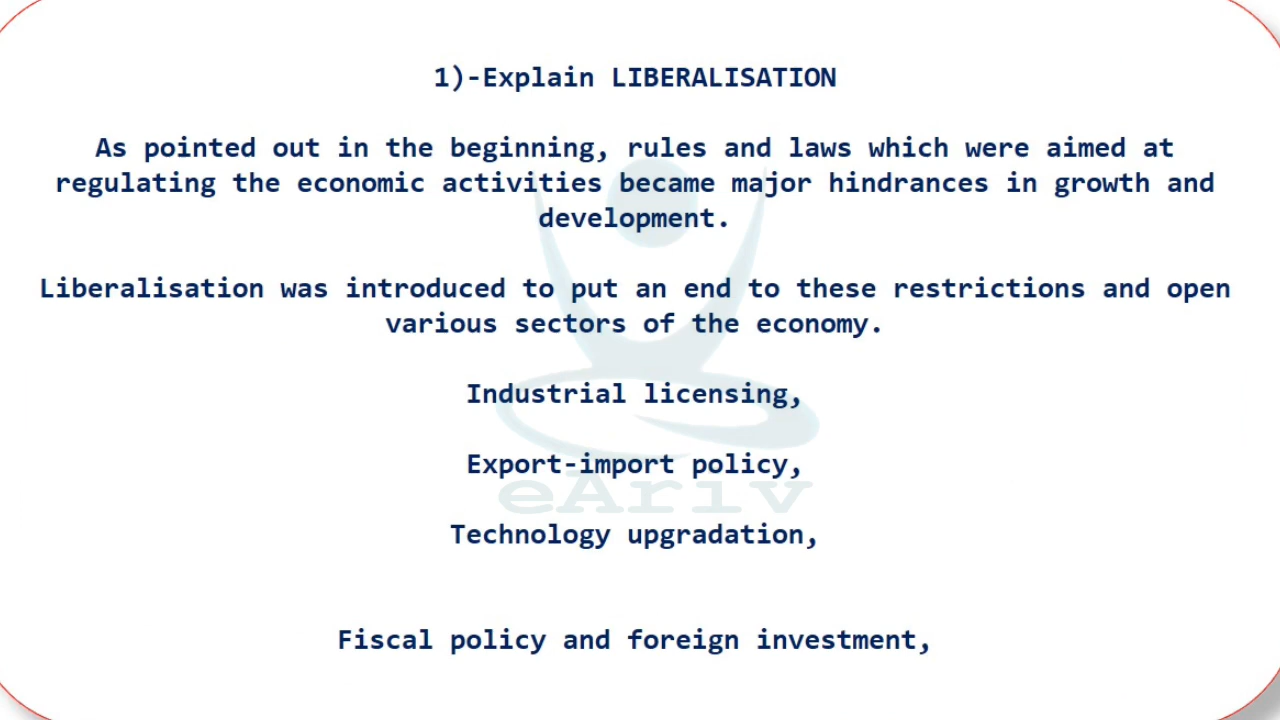 1)-Explain LIBERALISATION
As pointed out in the beginning, rules and laws which were aimed at
regulating the economic activities became major hindrances in growth and
development.
Liberalisation was introduced to put an end to these restrictions and open
various sectors of the economy.
Industrial licensing,
Export-import policy,
eAriv
Technology upgradation,
Fiscal policy and foreign investment,